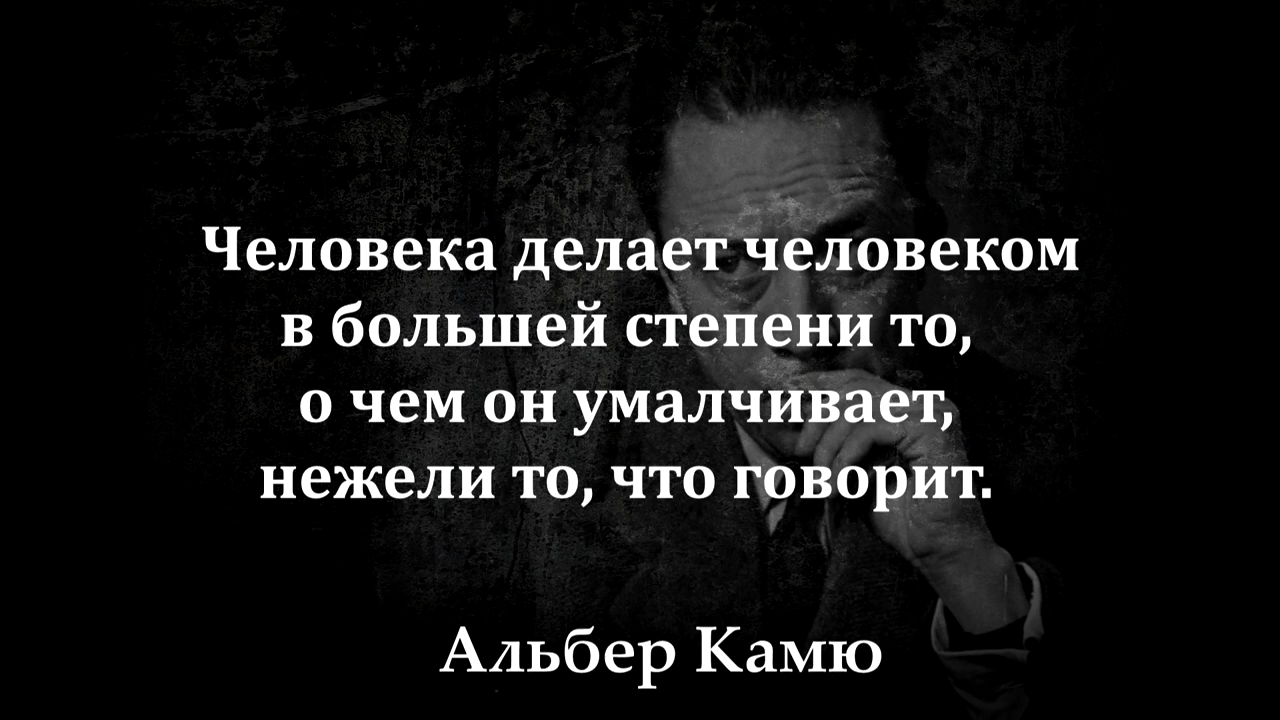 Человека делает человеком
в большей степени то,
о чем он умалчивает,
нежели то, что говорит.
Альбер Камю